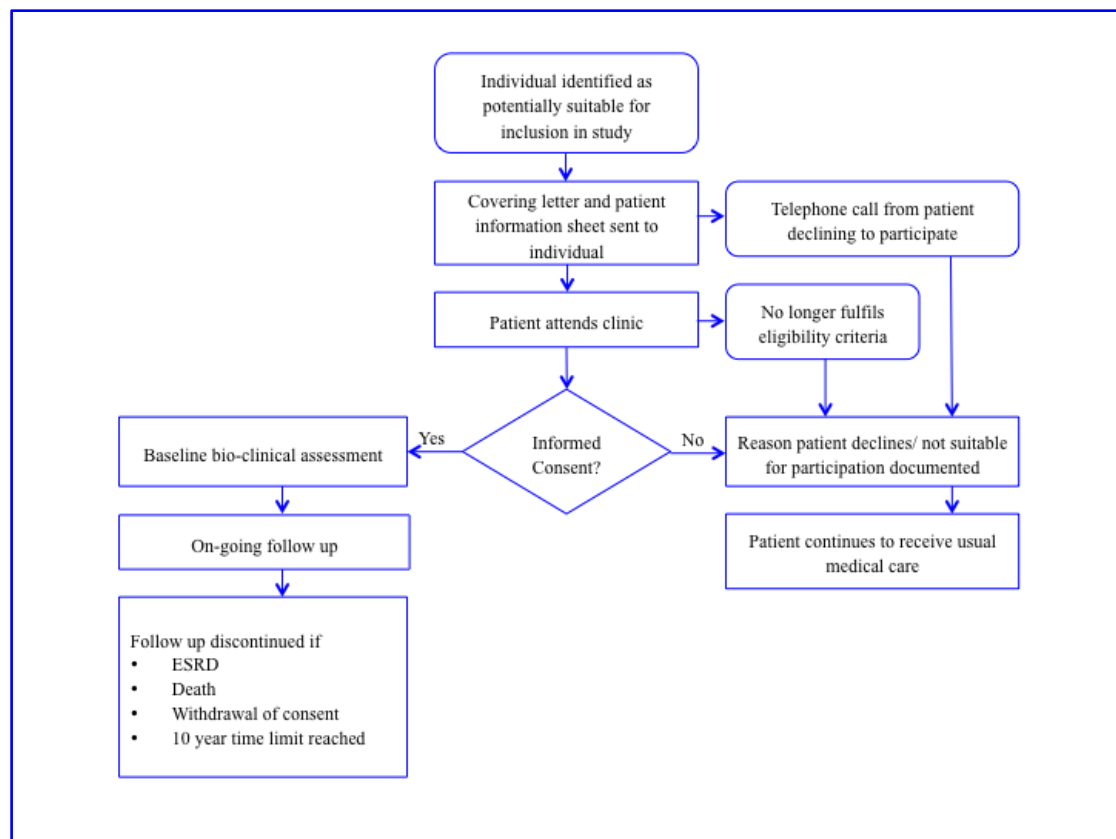 Individual identified as
potentially suitable for
inclusion in study
Covering letter and patient
information sheet sent to
individual
Telephone call from patient
declining to participate
Patient attends clinic
No longer fulfils
eligibility criteria
Informed
Consent?
Yes
No
Baseline bio-clinical assessment
Reason patient declines/ not suitable
for participation documented
On-going follow up
Patient continues to receive usual
medical care
Follow up discontinued if
• ESRD
• Death
• Withdrawal of consent
• 10 year time limit reached